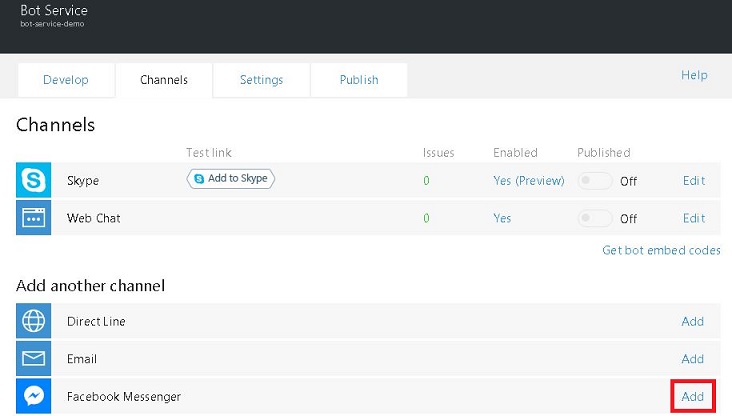 Bot Service
bot-service-demo
Develop Channels Settings Publish Help
Channels
Test link Issues Enabled Published
Skype Add to Skype 0 Yes (Preview) Off Edit
Web Chat 0 Yes Off Edit
Get bot embed codes
Add another channel
Direct Line Add
Email Add
Facebook Messenger Add